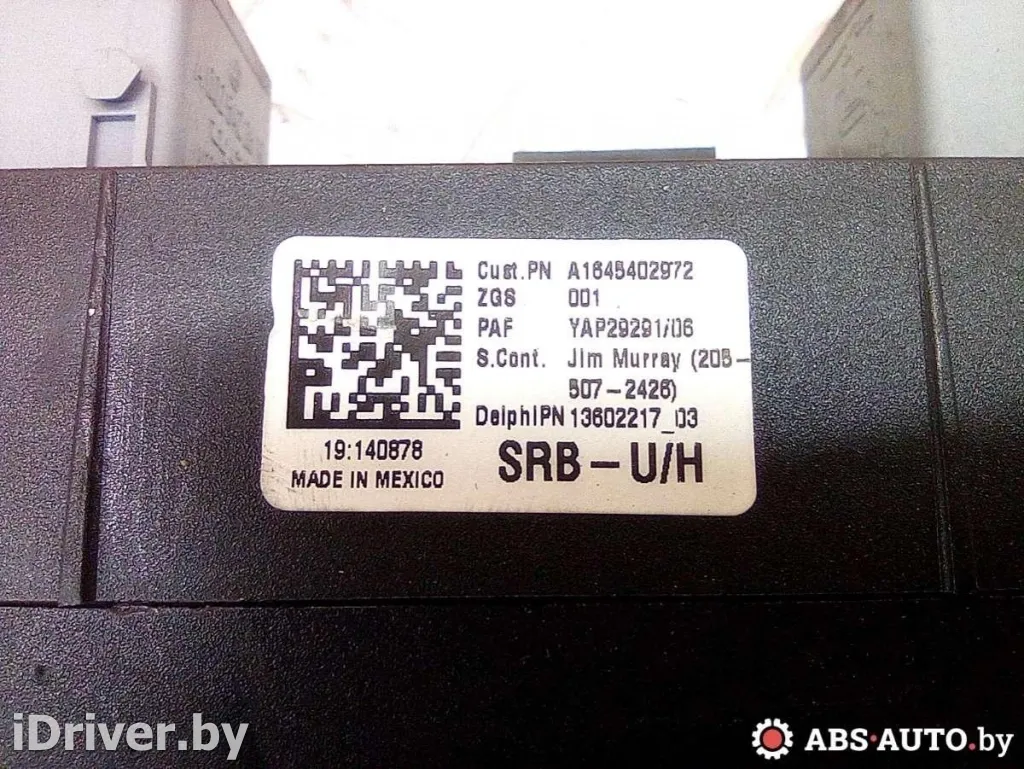 Cust.PN A1645402972
ZGS 001
PAF YAP29291/06
S.Cont. Jim Murray (205-
507-2426)
DelphiPN 13602217_03
19:140878
SRB-U/H
MADE IN MEXICO
iDriver.by
ABS-AUTO.by